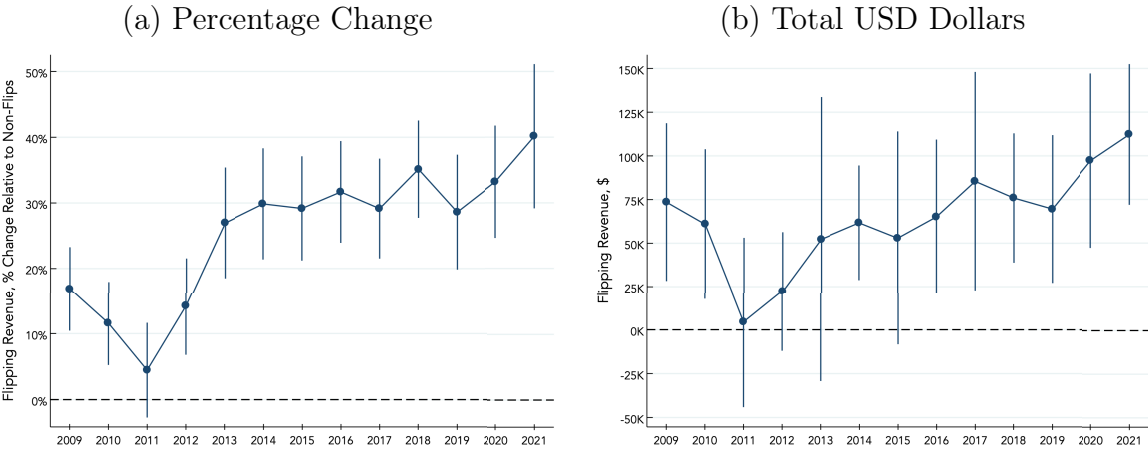 (a) Percentage Change
Flipping Revenue, % Change Relative to Non-Flips
50%
40%
30%
20%
10%
0%
2009 2010 2011 2012 2013 2014 2015 2016 2017 2018 2019 2020 2021
(b) Total USD Dollars
Flipping Revenue, $
150K
125K
100K
75K
50K
25K
0K
-25K
-50K
2009 2010 2011 2012 2013 2014 2015 2016 2017 2018 2019 2020 2021